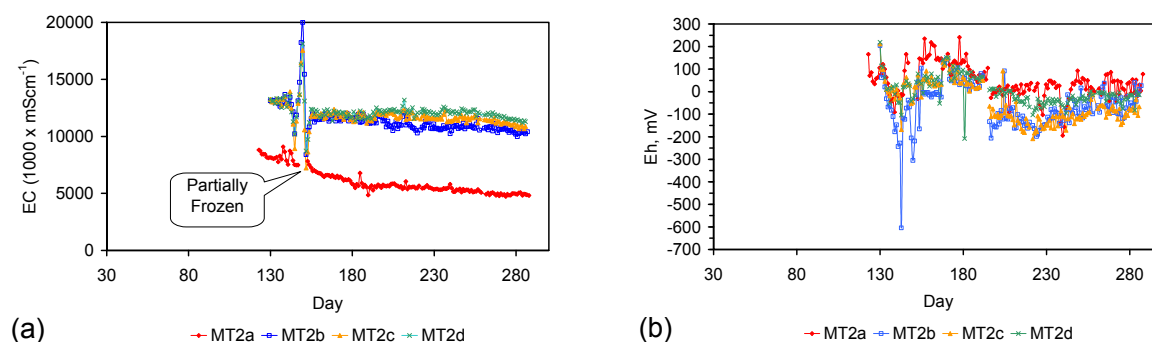 EC (1000 x mScm⁻¹)
20000
15000
10000
5000
0
Partially
Frozen
30 80 130 180 230 280
Day
(a)
MT2a MT2b MT2c MT2d
Eh, mV
300
200
100
0
-100
-200
-300
-400
-500
-600
-700
30 80 130 180 230 280
Day
(b)
MT2a MT2b MT2c MT2d